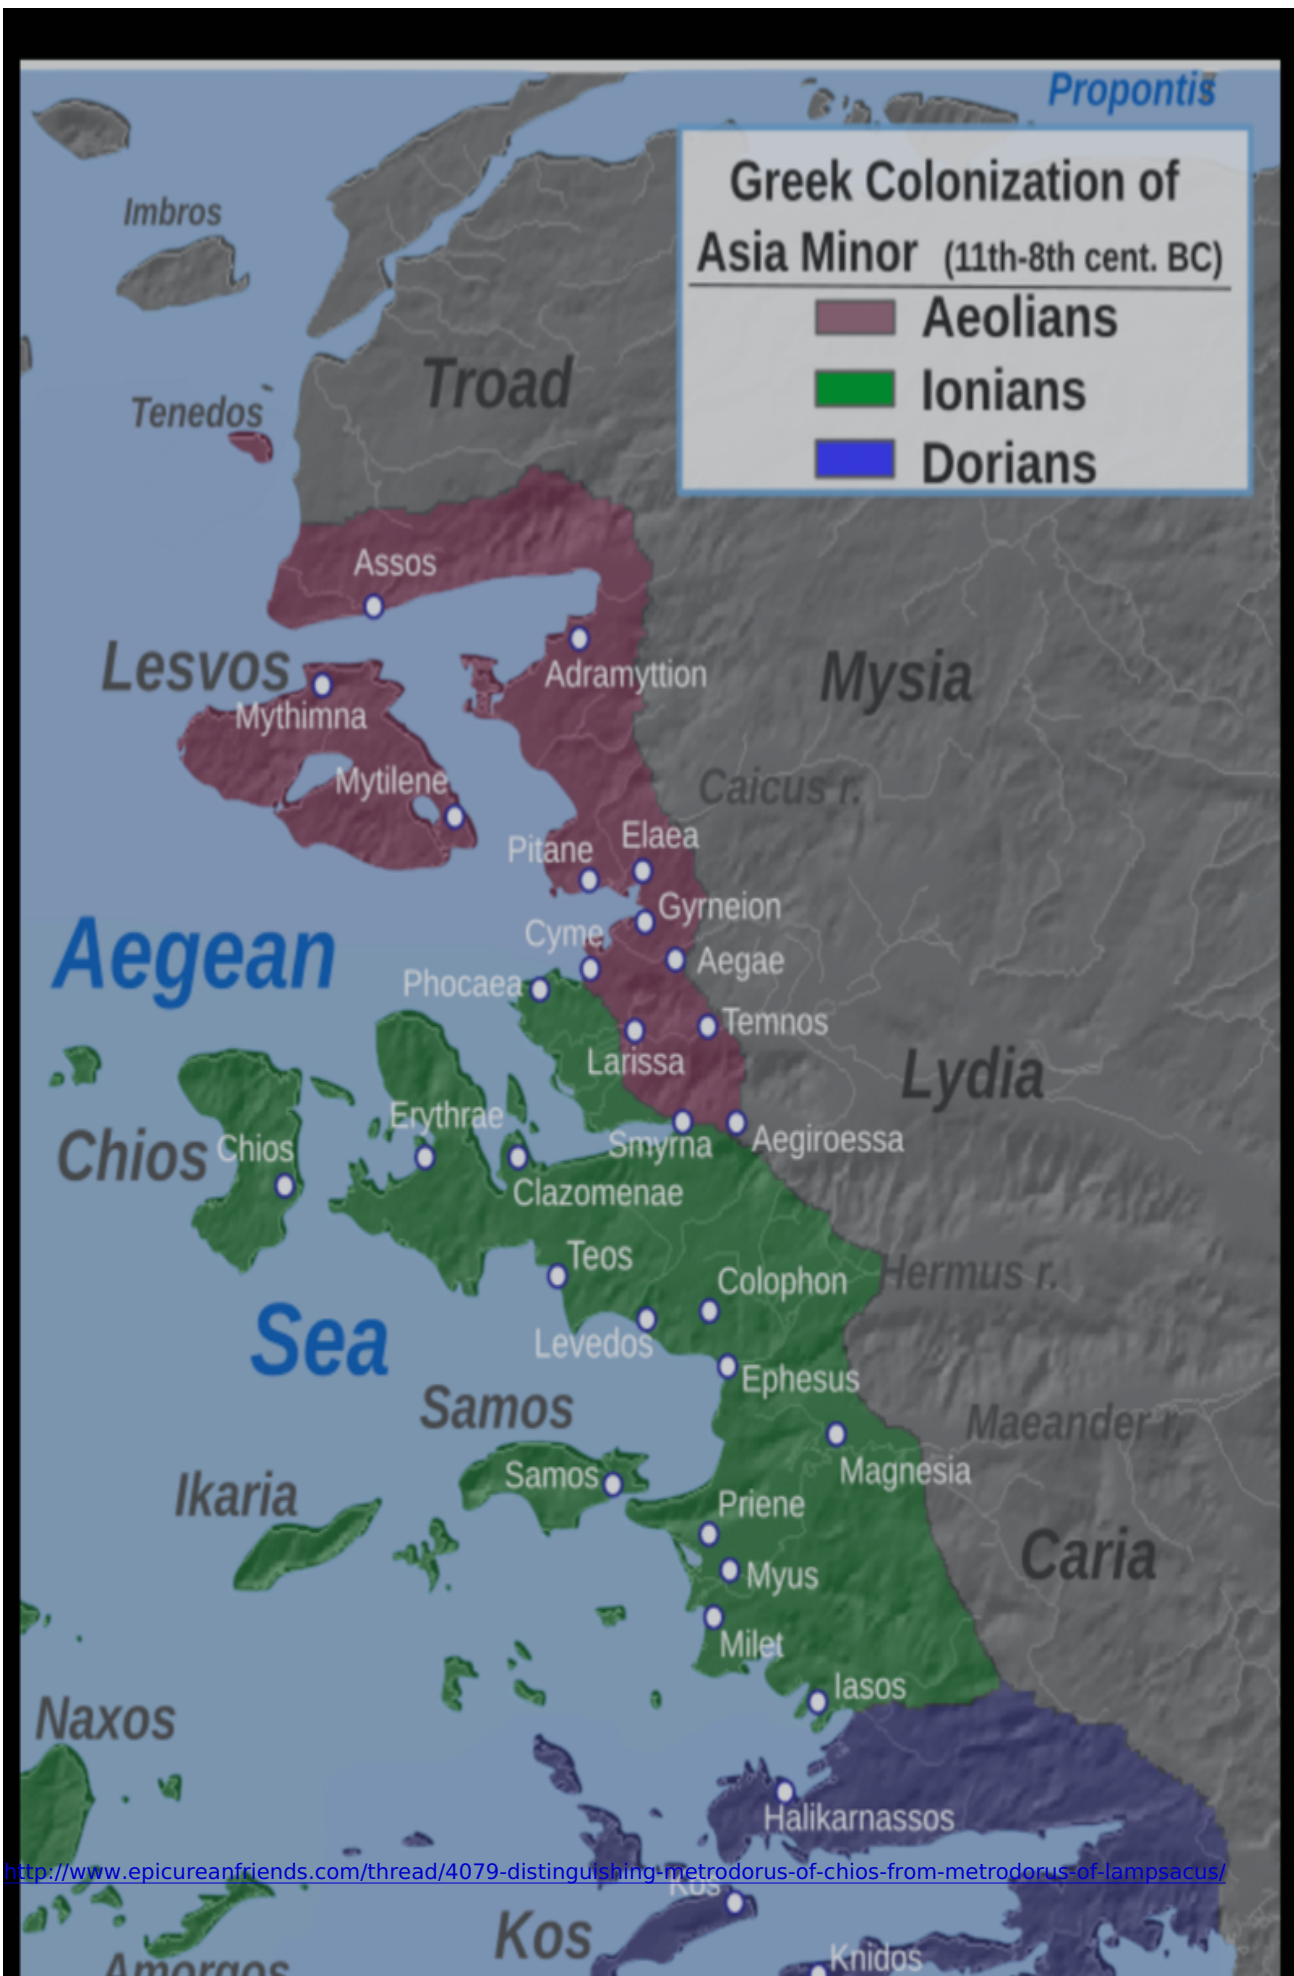 Propontis
Greek Colonization of
Asia Minor (11th-8th cent. BC)
Aeolians
Ionians
Dorians
Imbros
Troad
Tenedos
Assos
Lesvos
Adramyttion
Mysia
Mythimna
Mytilene
Caicus r.
Pitane
Elaea
Gyrneion
Cyme
Aegean
Aegae
Phocaea
Temnos
Larissa
Lydia
Erythrae
Chios
Chios
Smyrna
Aegiroessa
Clazomenae
Teos
Colophon
Hermus r.
Sea
Levedos
Ephesus
Samos
Maeander r.
Samos
Magnesia
Ikaria
Priene
Caria
Myus
Milet
Iasos
Naxos
Halikarnassos
http://www.epicureanfriends.com/thread/4079-distinguishing-metrodorus-of-chios-from-metrodorus-of-lampsacus/
Kos
Kos
Knidos
Amorgos